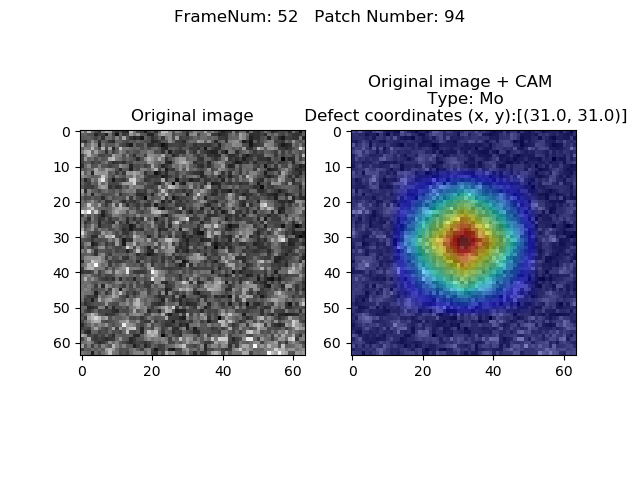 FrameNum: 52   Patch Number: 94
Original image
0
10
20
30
40
50
60
0 20 40 60
Original image + CAM
Type: Mo
Defect coordinates (x, y):[(31.0, 31.0)]
0
10
20
30
40
50
60
0 20 40 60